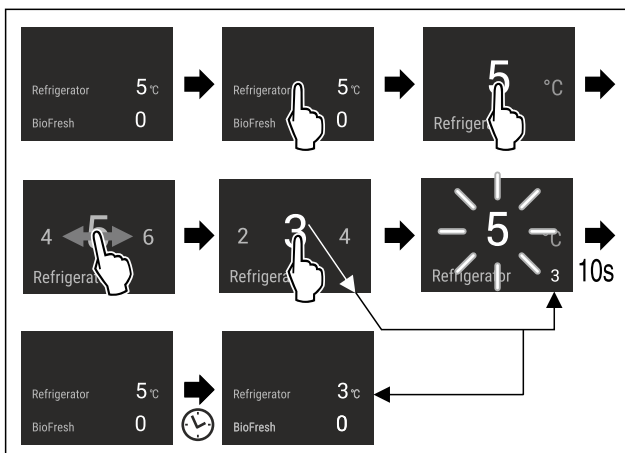 Refrigerator 5 °C
BioFresh 0
Refrigerator 5 °C
BioFresh 0
5 °C
Refriger
4 5 6
Refrigerat
2 3 4
Refrigera
5 °C
Refrigerator 3
10s
Refrigerator 5 °C
BioFresh 0
Refrigerator 3 °C
BioFresh 0